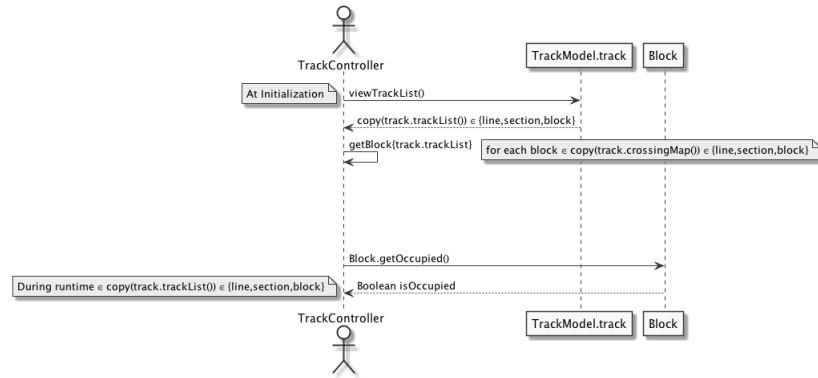 TrackController
TrackModel.track
Block
At Initialization
viewTrackList()
copy(track.trackList()) ∈ {line,section,block}
getBlock{track.trackList}
for each block ∈ copy(track.crossingMap()) ∈ {line,section,block}
Block.getOccupied()
During runtime ∈ copy(track.trackList()) ∈ {line,section,block}
Boolean isOccupied
TrackController
TrackModel.track
Block